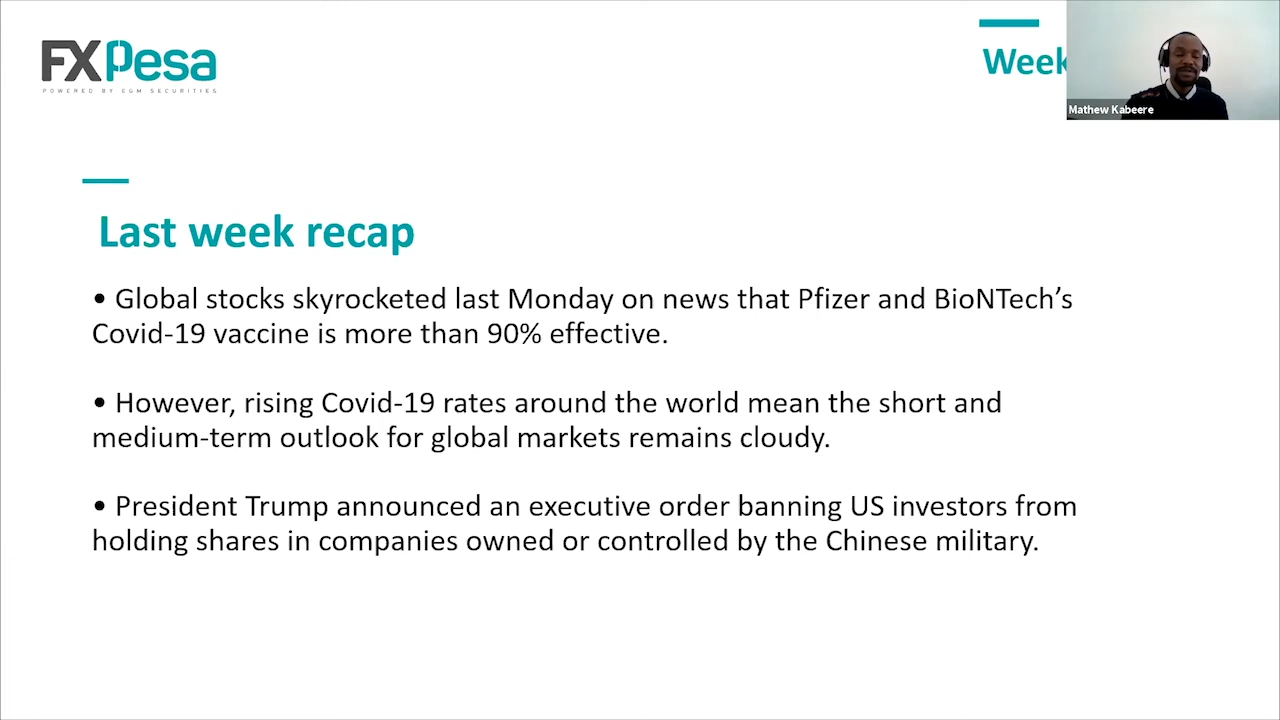 FXPesa
POWERED BY EGM SECURITIES
Week
Mathew Kabeere
Last week recap
• Global stocks skyrocketed last Monday on news that Pfizer and BioNTech’s
Covid-19 vaccine is more than 90% effective.
• However, rising Covid-19 rates around the world mean the short and
medium-term outlook for global markets remains cloudy.
• President Trump announced an executive order banning US investors from
holding shares in companies owned or controlled by the Chinese military.